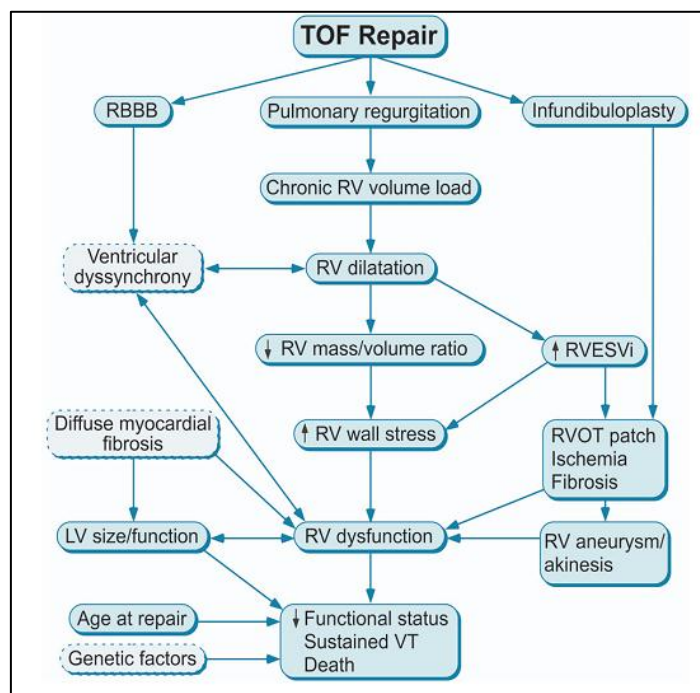 TOF Repair
RBBB
Pulmonary regurgitation
Infundibuloplasty
Chronic RV volume load
Ventricular
dyssynchrony
RV dilatation
↓ RV mass/volume ratio
↑ RVESVi
Diffuse myocardial
fibrosis
↑ RV wall stress
RVOT patch
Ischemia
Fibrosis
LV size/function
RV dysfunction
RV aneurysm/
akinesis
Age at repair
↓ Functional status
Sustained VT
Death
Genetic factors